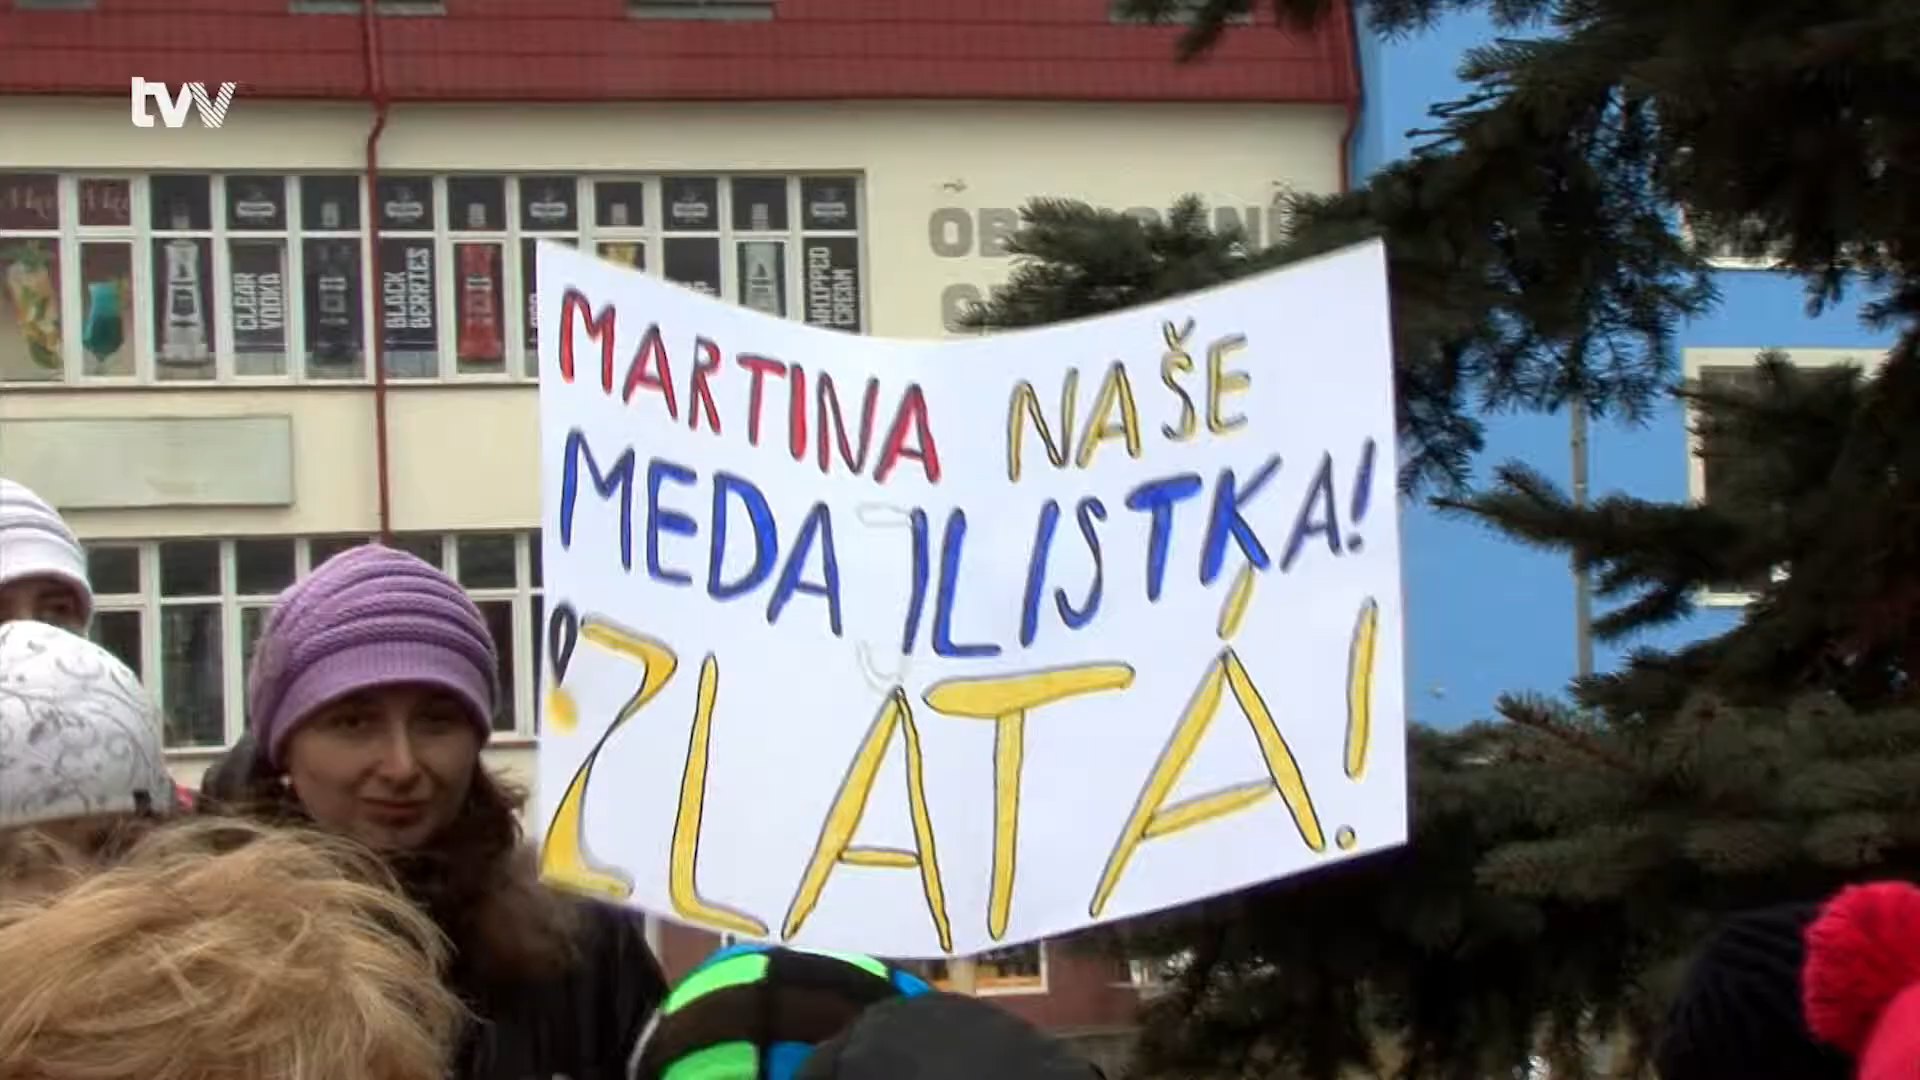 tvv
CLEAR VODKA
BLACK BERRIES
WHIPPED CREAM
MARTINA NAŠE
MEDAILISTKA!
ZLATÁ!